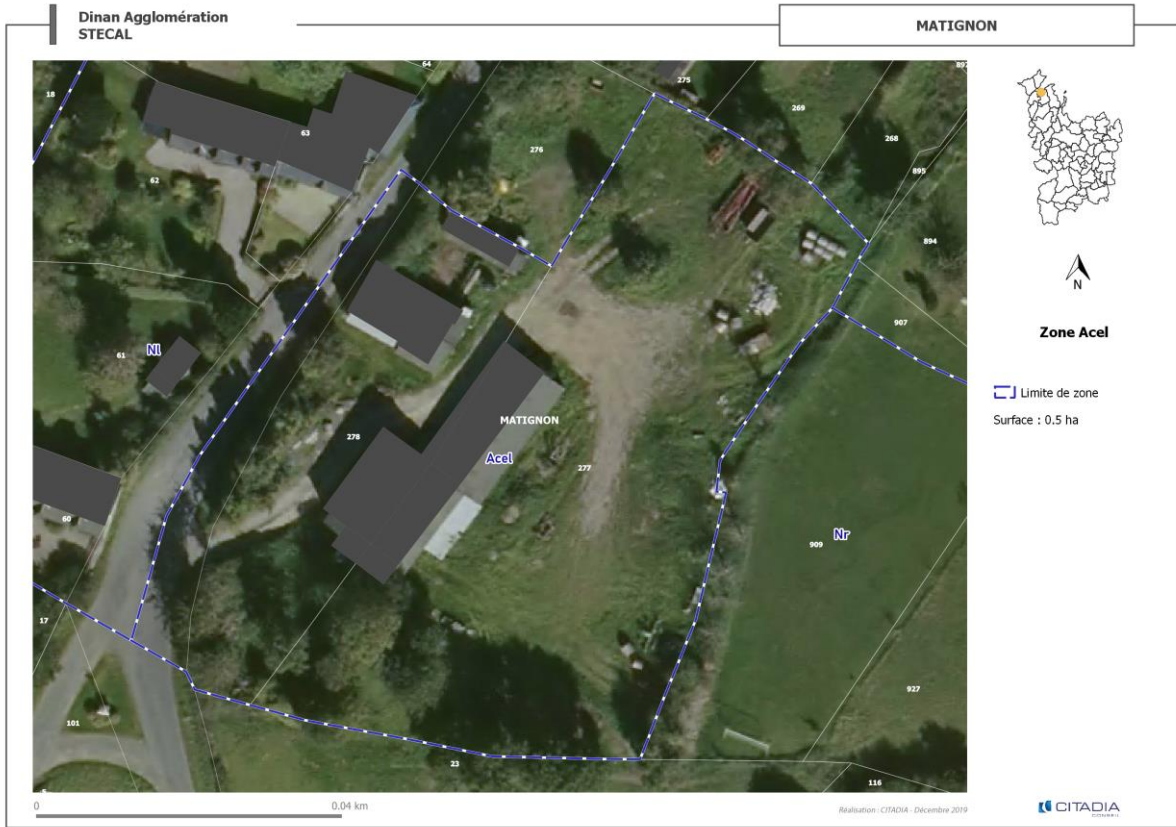 Dinan Agglomération
STECAL
MATIGNON
64
18
63
62
276
275
269
268
892
895
894
907
61
Nl
278
MATIGNON
Acel
277
60
909
Nr
17
101
23
927
116
N
Zone Acel
Limite de zone
Surface : 0.5 ha
0
0.04 km
Réalisation : CITADIA - Décembre 2019
CITADIA
CONSEIL